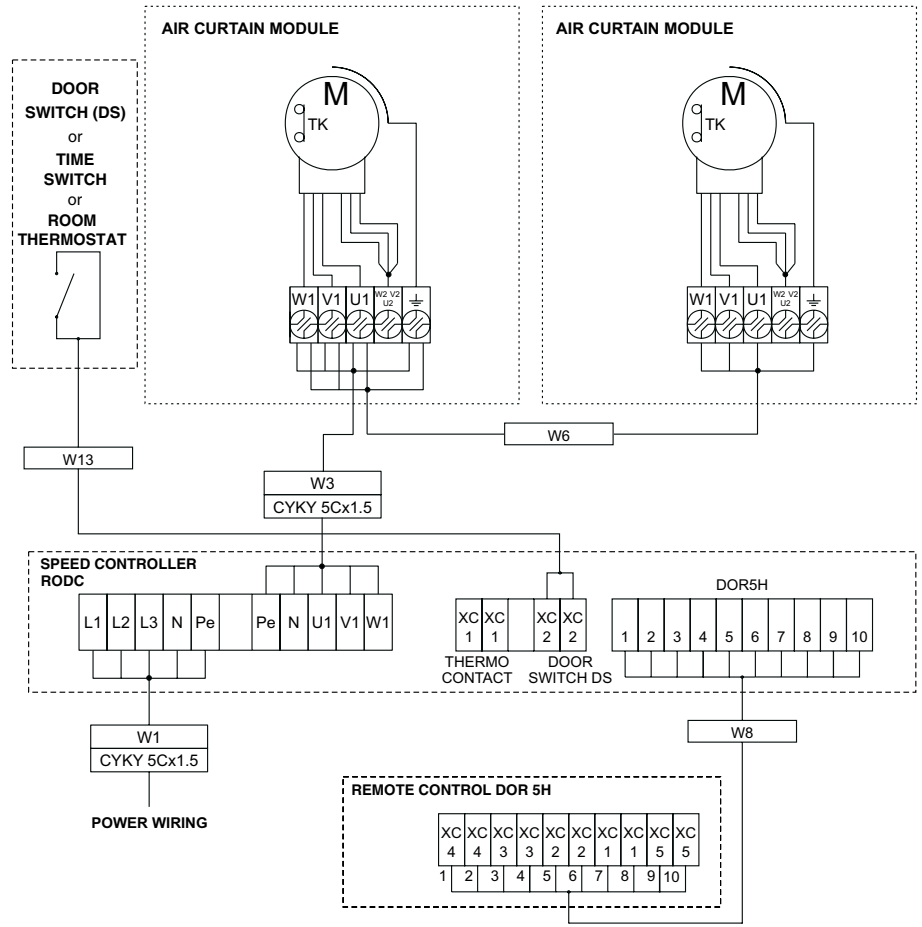 AIR CURTAIN MODULE
AIR CURTAIN MODULE
DOOR
SWITCH (DS)
or
TIME
SWITCH
or
ROOM
THERMOSTAT
M
TK
M
TK
W1 V1 U1 W2 V2 U2
W1 V1 U1 W2 V2 U2
W6
W13
W3
CYKY 5Cx1.5
SPEED CONTROLLER
RODC
DOR5H
L1 L2 L3 N Pe Pe N U1 V1 W1
XC 1 XC 1 XC 2 XC 2
1 2 3 4 5 6 7 8 9 10
THERMO CONTACT
DOOR SWITCH DS
W1
CYKY 5Cx1.5
POWER WIRING
W8
REMOTE CONTROL DOR 5H
XC XC XC XC XC XC XC XC XC XC
4 4 3 3 2 2 1 1 5 5
1 2 3 4 5 6 7 8 9 10